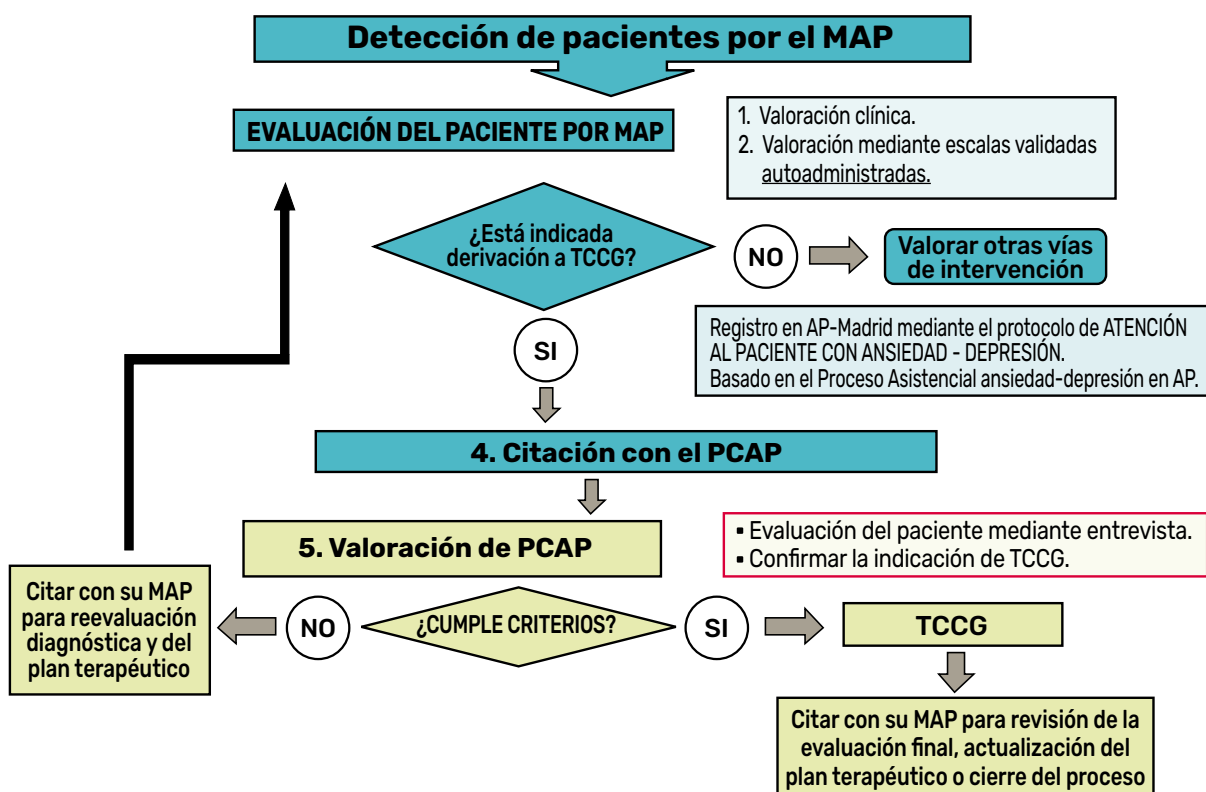 Detección de pacientes por el MAP
EVALUACIÓN DEL PACIENTE POR MAP
1. Valoración clínica.
2. Valoración mediante escalas validadas
autoadministradas.
¿Está indicada
derivación a TCCG?
NO
Valorar otras vías
de intervención
SI
Registro en AP-Madrid mediante el protocolo de ATENCIÓN
AL PACIENTE CON ANSIEDAD - DEPRESIÓN.
Basado en el Proceso Asistencial ansiedad-depresión en AP.
4. Citación con el PCAP
5. Valoración de PCAP
▪ Evaluación del paciente mediante entrevista.
▪ Confirmar la indicación de TCCG.
Citar con su MAP
para reevaluación
diagnóstica y del
plan terapéutico
NO
¿CUMPLE CRITERIOS?
SI
TCCG
Citar con su MAP para revisión de la
evaluación final, actualización del
plan terapéutico o cierre del proceso